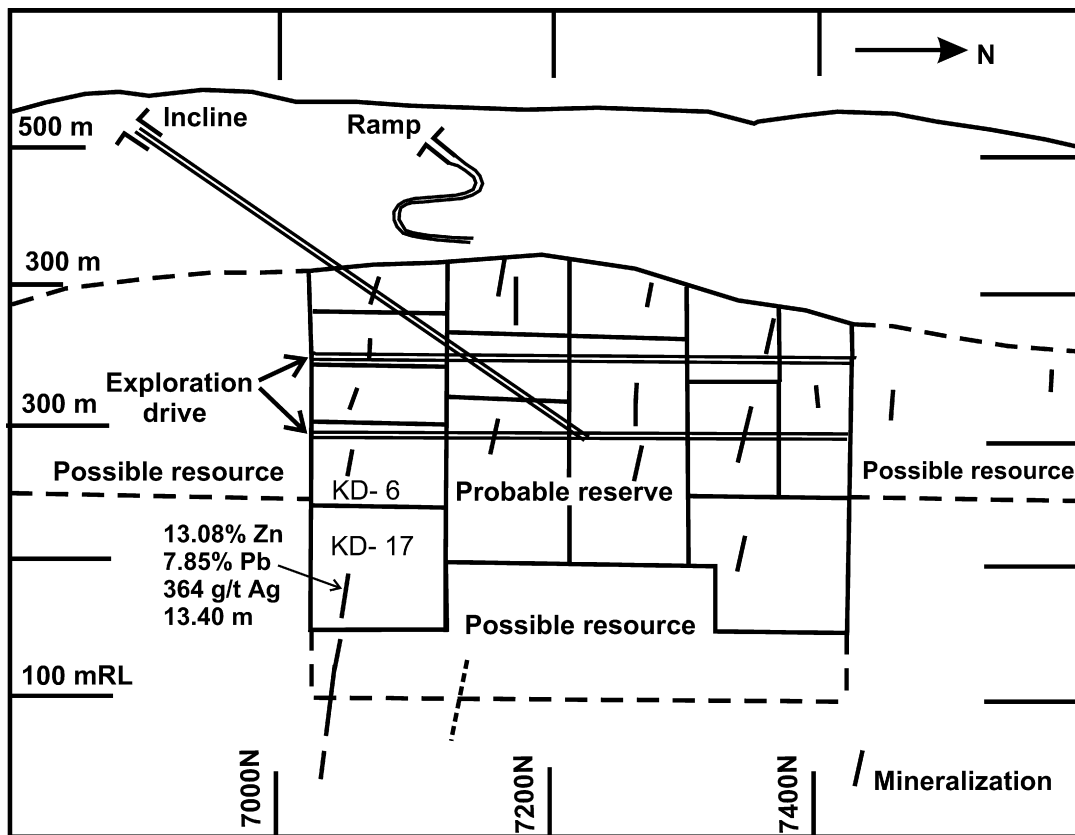 N
Incline
Ramp
500 m
300 m
Exploration
drive
300 m
Possible resource
KD- 6
Probable reserve
Possible resource
13.08% Zn
7.85% Pb
364 g/t Ag
13.40 m
KD- 17
Possible resource
100 mRL
7000N
7200N
7400N
Mineralization